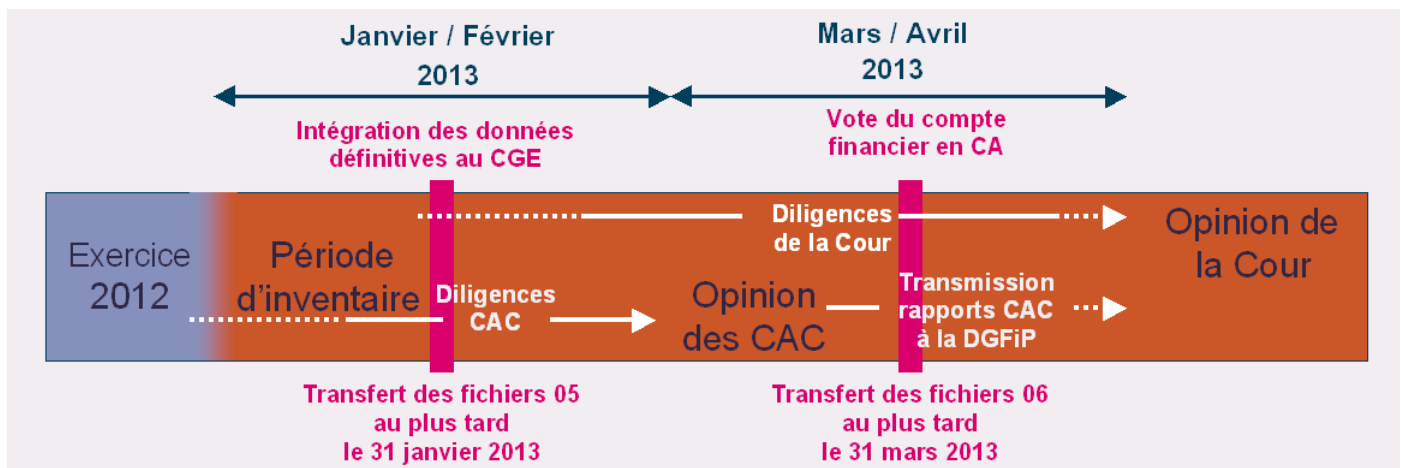 Janvier / Février
2013
Mars / Avril
2013
Intégration des données
définitives au CGE
Vote du compte
financier en CA
Exercice
2012
Période
d'inventaire
Diligences
CAC
Opinion
des CAC
Diligences
de la Cour
Transmission
rapports CAC
à la DGFiP
Opinion de
la Cour
Transfert des fichiers 05
au plus tard
le 31 janvier 2013
Transfert des fichiers 06
au plus tard
le 31 mars 2013